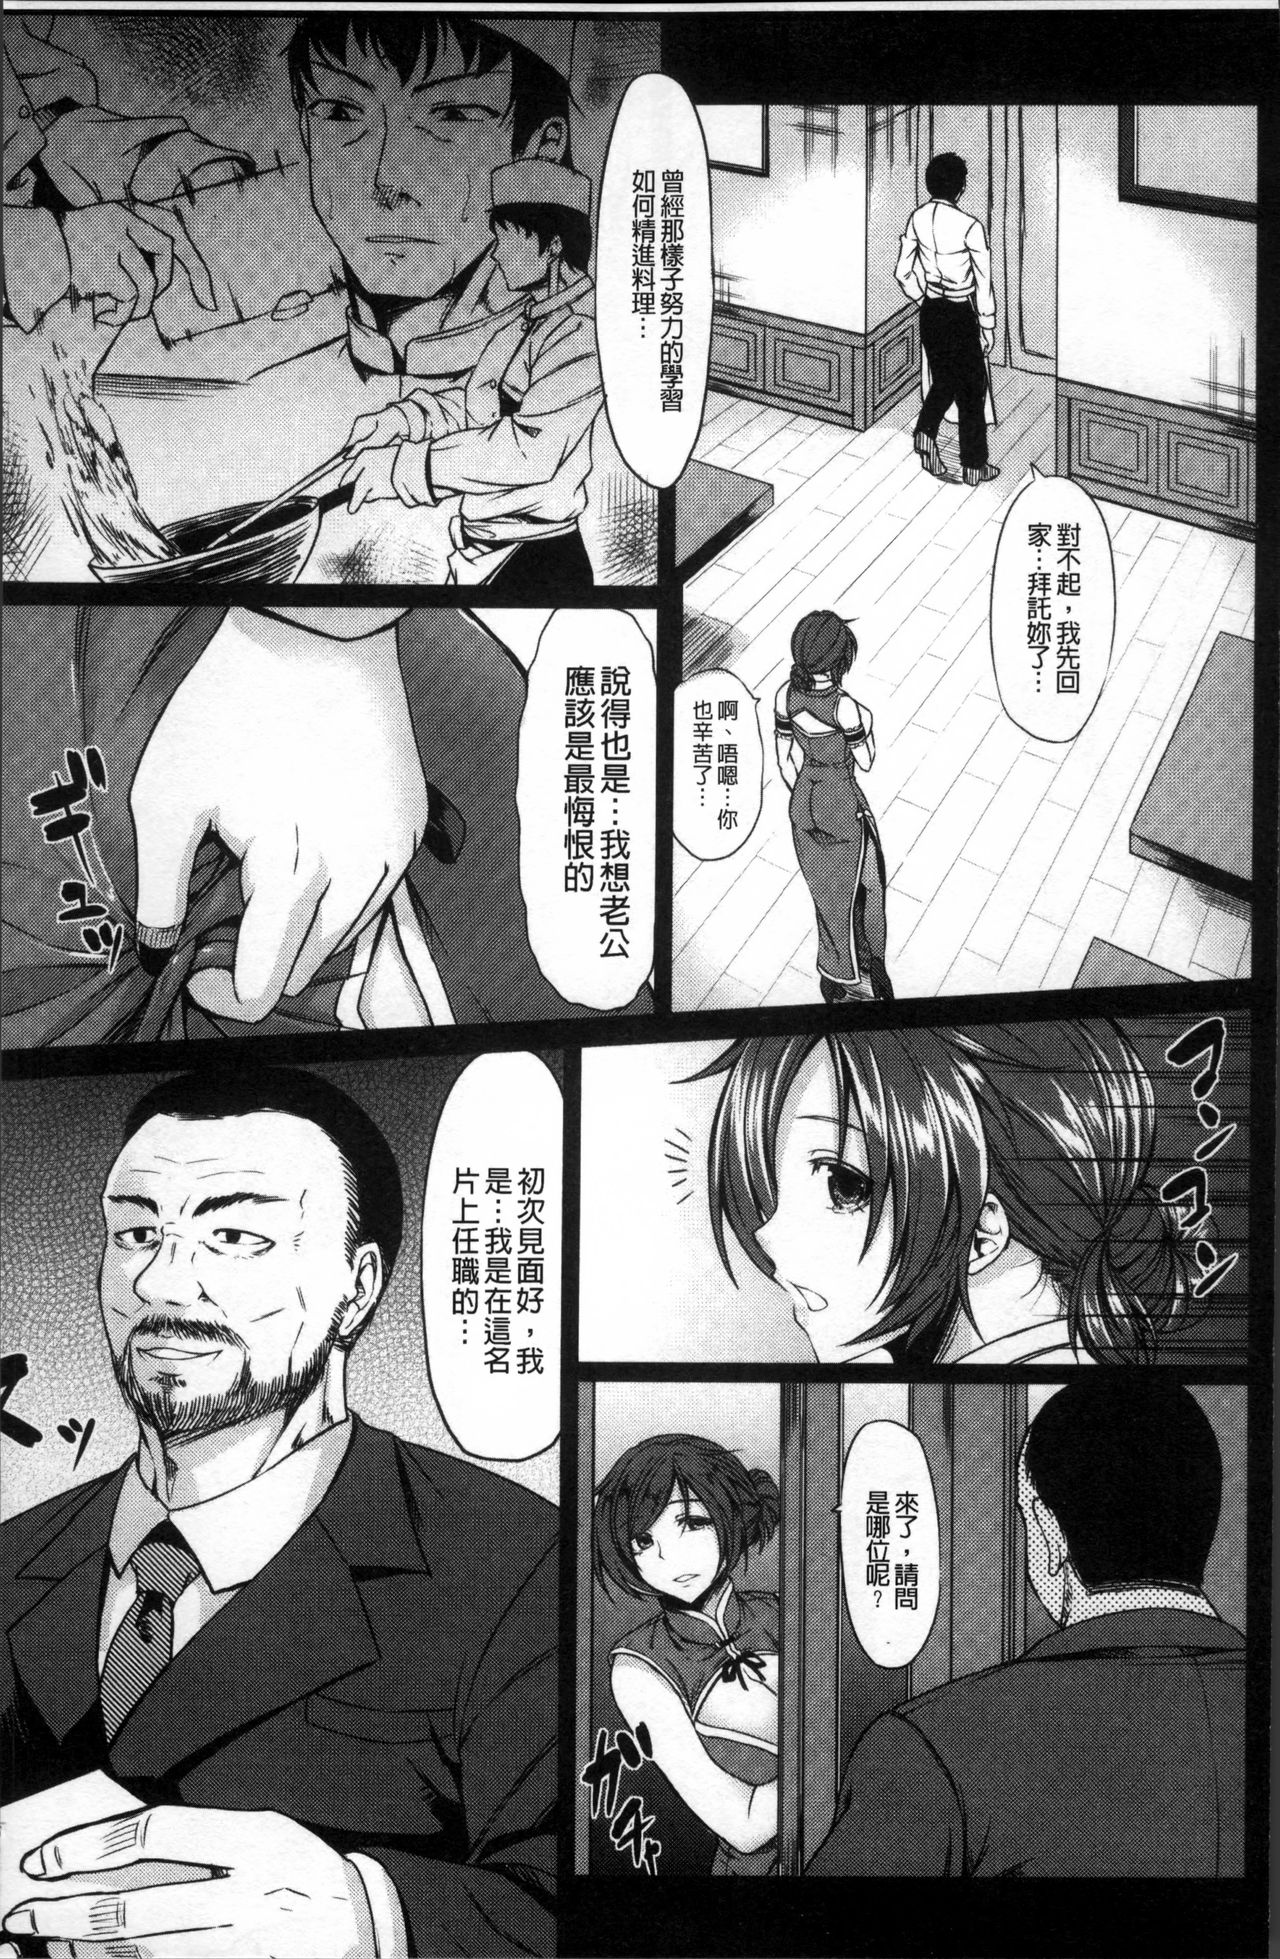 對不起，我先回
家…拜託妳了…
啊、唔嗯…你
也辛苦了…
曾經那樣子努力的學習
如何精進料理…
說得也是…我想老公
應該是最悔恨的
ギュッ
コンコン
來了，請問
是哪位呢？
ガチャ
初次見面好，我
是…我是在這名
片上任職的…
スッ